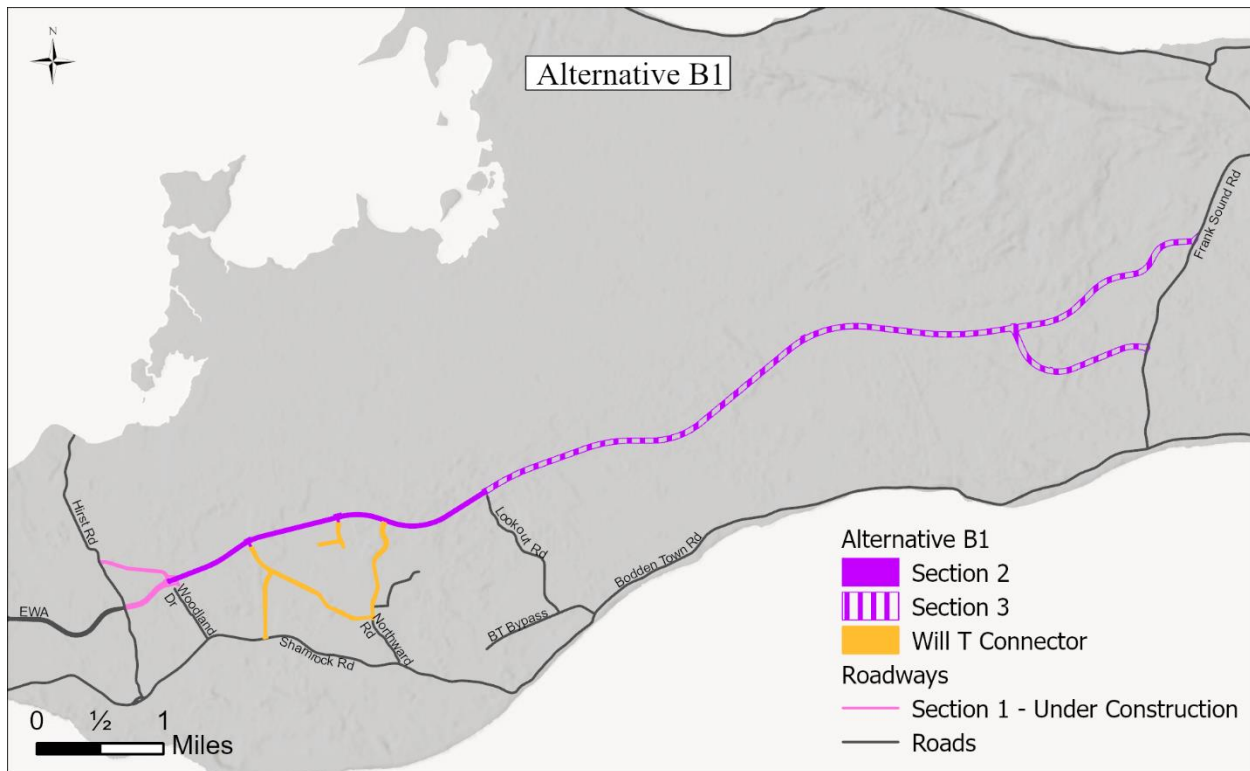 N
Alternative B1
Frank Sound Rd
Hirst Rd
Lookout Rd
Bodden Town Rd
Woodland
Dr
EWA
Northward
Rd
BT Bypass
Shamrock Rd
Alternative B1
Section 2
Section 3
Will T Connector
Roadways
Section 1 - Under Construction
Roads
0 ½ 1
Miles